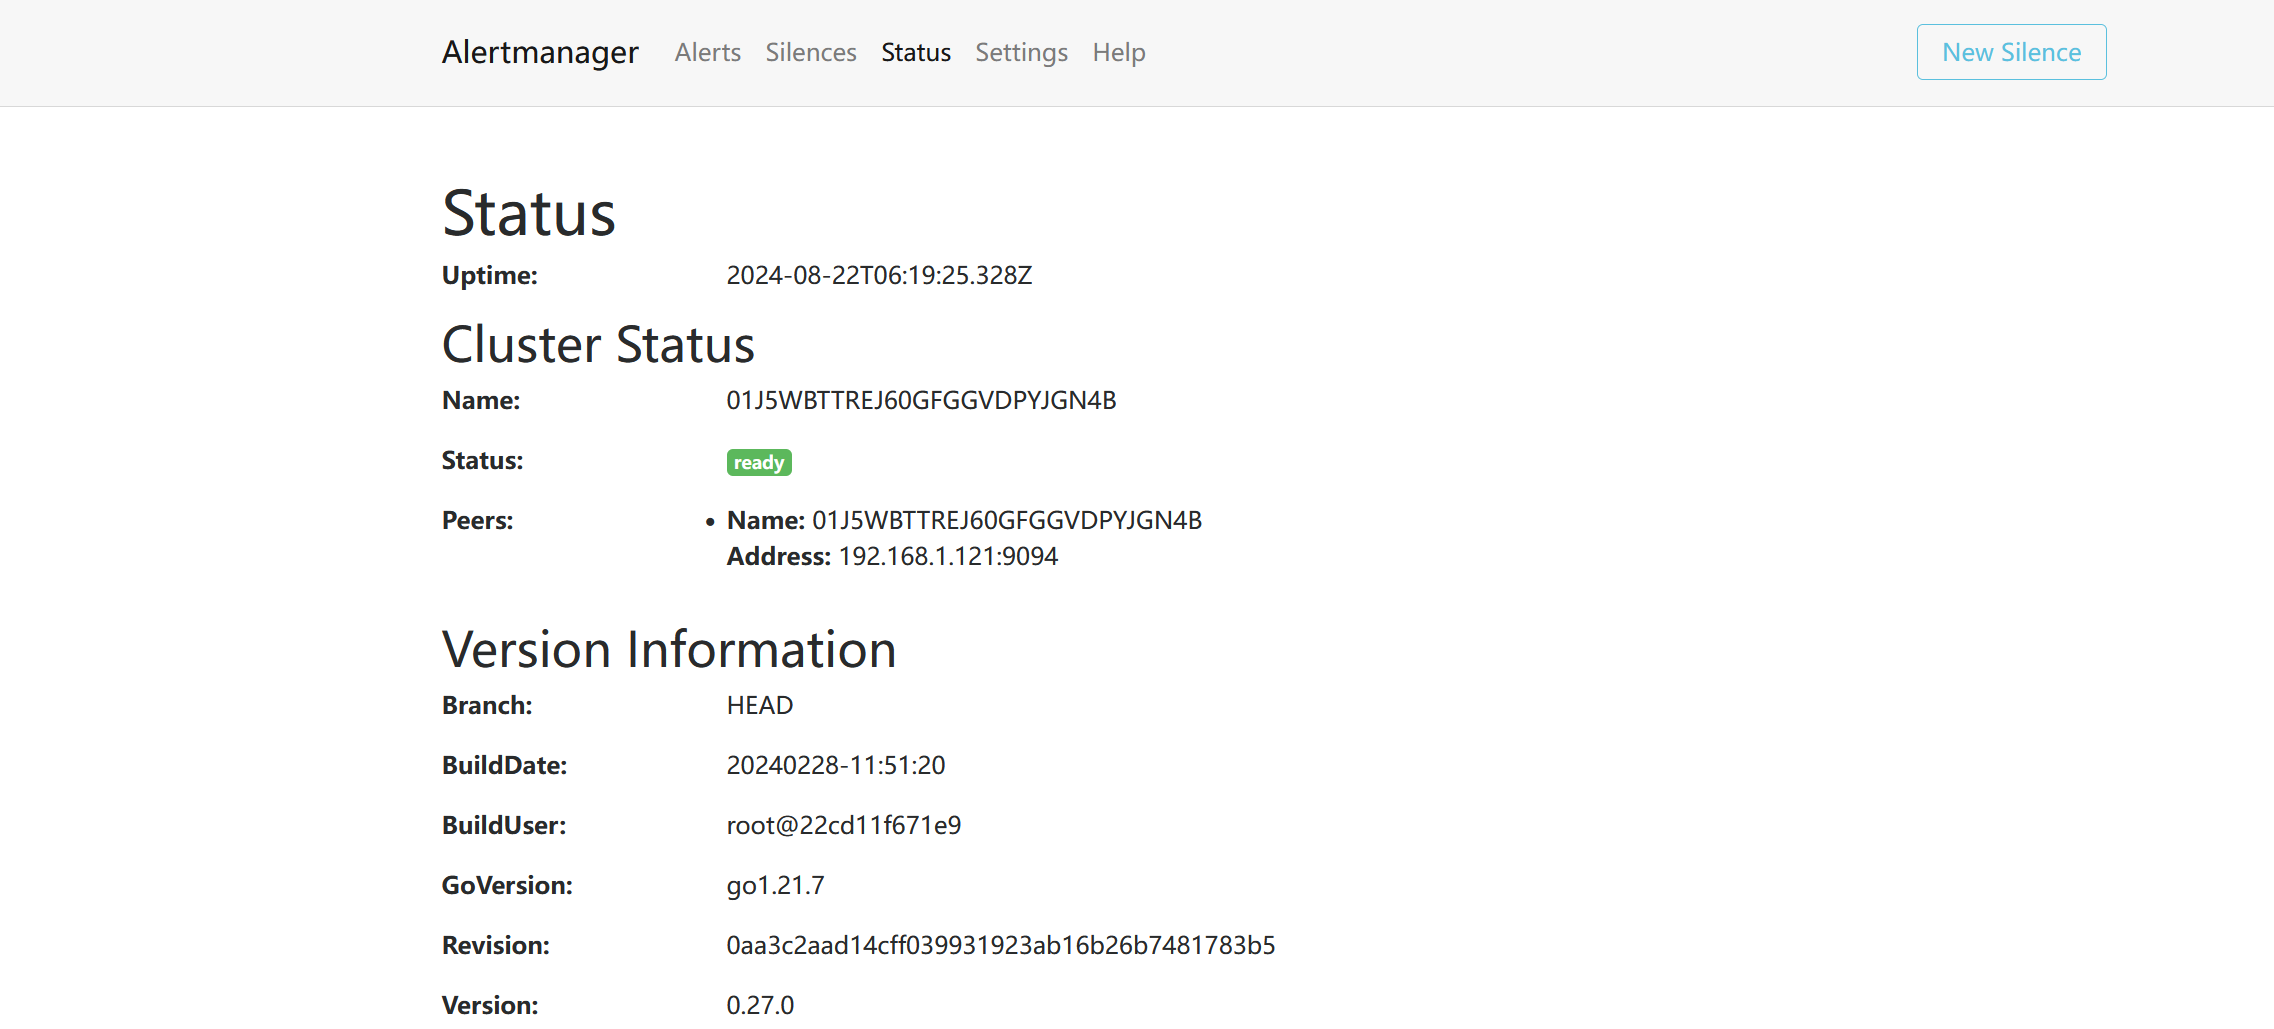 Alertmanager Alerts Silences Status Settings Help New Silence
Status
Uptime: 2024-08-22T06:19:25.328Z
Cluster Status
Name: 01J5WBTTREJ60GFGGVDPYJGN4B
Status: ready
Peers: • Name: 01J5WBTTREJ60GFGGVDPYJGN4B
Address: 192.168.1.121:9094
Version Information
Branch: HEAD
BuildDate: 20240228-11:51:20
BuildUser: root@22cd11f671e9
GoVersion: go1.21.7
Revision: 0aa3c2aad14cff039931923ab16b26b7481783b5
Version: 0.27.0